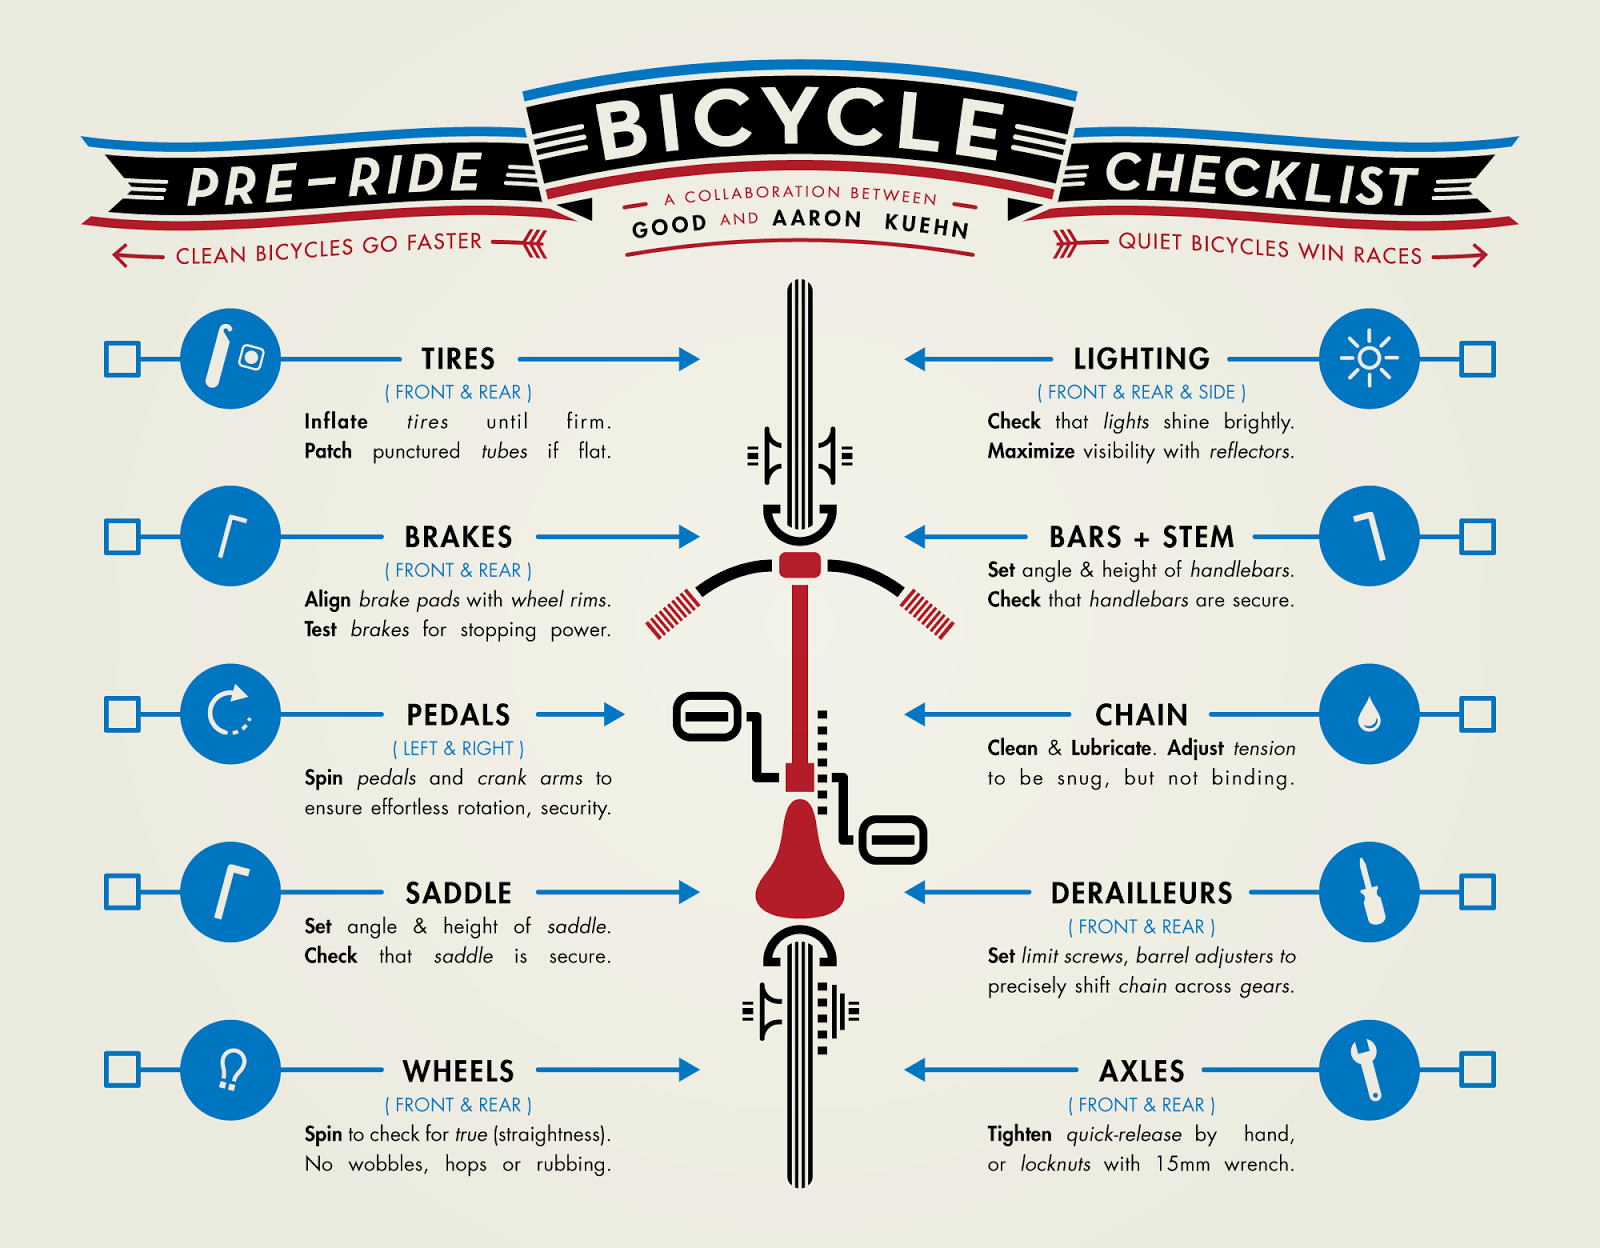 PRE-RIDE
BICYCLE
CHECKLIST
A COLLABORATION BETWEEN
GOOD AND AARON KUEHN
CLEAN BICYCLES GO FASTER
QUIET BICYCLES WIN RACES
TIRES
( FRONT & REAR )
Inflate tires until firm.
Patch punctured tubes if flat.
BRAKES
( FRONT & REAR )
Align brake pads with wheel rims.
Test brakes for stopping power.
PEDALS
( LEFT & RIGHT )
Spin pedals and crank arms to
ensure effortless rotation, security.
SADDLE
Set angle & height of saddle.
Check that saddle is secure.
WHEELS
( FRONT & REAR )
Spin to check for true (straightness).
No wobbles, hops or rubbing.
LIGHTING
( FRONT & REAR & SIDE )
Check that lights shine brightly.
Maximize visibility with reflectors.
BARS + STEM
Set angle & height of handlebars.
Check that handlebars are secure.
CHAIN
Clean & Lubricate. Adjust tension
to be snug, but not binding.
DERAILLEURS
( FRONT & REAR )
Set limit screws, barrel adjusters to
precisely shift chain across gears.
AXLES
( FRONT & REAR )
Tighten quick-release by hand,
or locknuts with 15mm wrench.